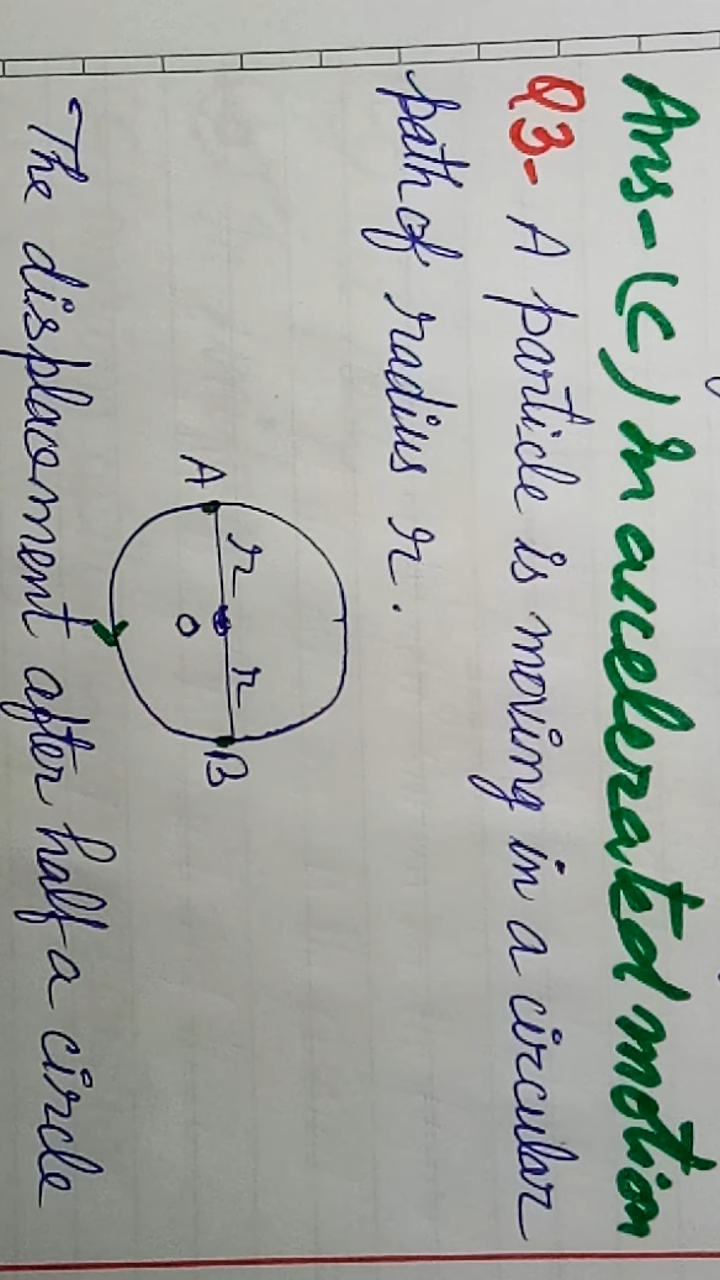 Ans-(C) In accelerated motion
Q3- A particle is moving in a circular
path of radius r.
A r r B
O
The displacement after half a circle